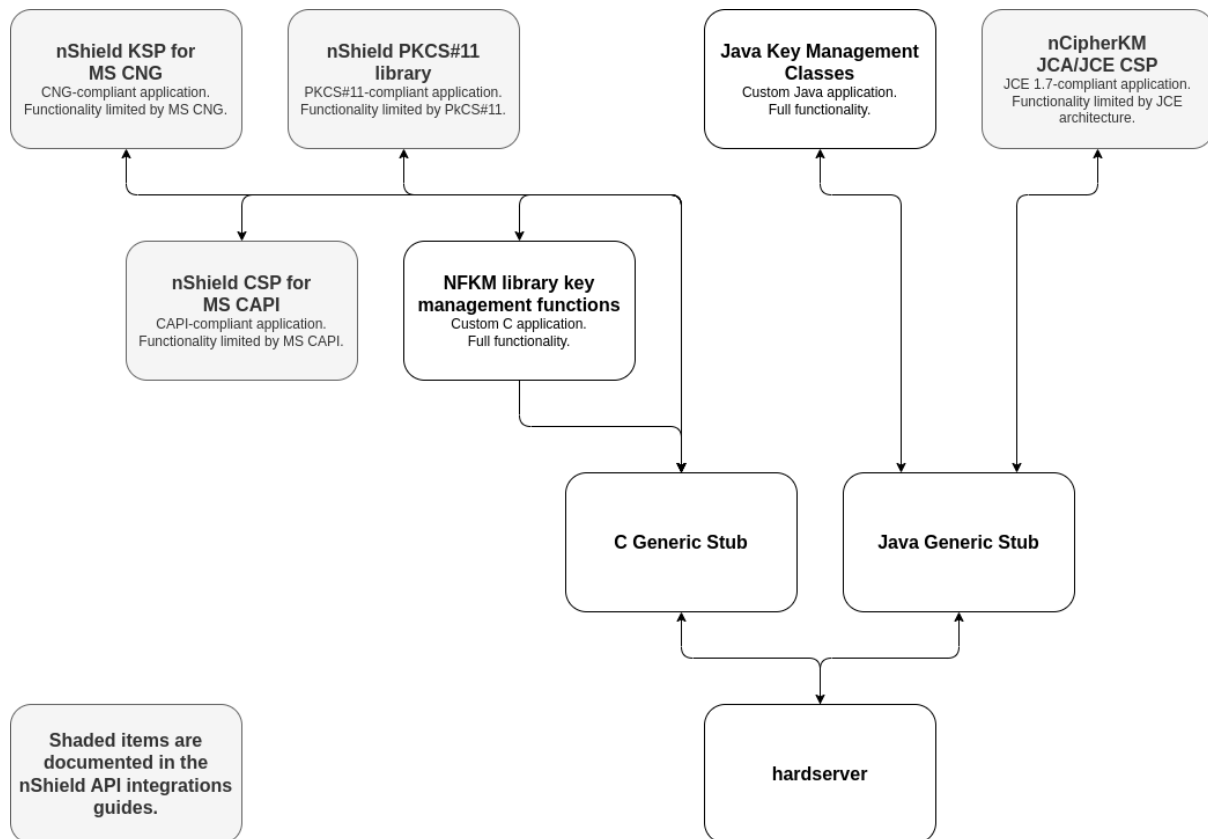 nShield KSP for
MS CNG
CNG-compliant application.
Functionality limited by MS CNG.
nShield PKCS#11
library
PKCS#11-compliant application.
Functionality limited by PkCS#11.
Java Key Management
Classes
Custom Java application.
Full functionality.
nCipherKM
JCA/JCE CSP
JCE 1.7-compliant application.
Functionality limited by JCE
architecture.
nShield CSP for
MS CAPI
CAPI-compliant application.
Functionality limited by MS CAPI.
NFKM library key
management functions
Custom C application.
Full functionality.
C Generic Stub
Java Generic Stub
Shaded items are
documented in the
nShield API integrations
guides.
hardserver